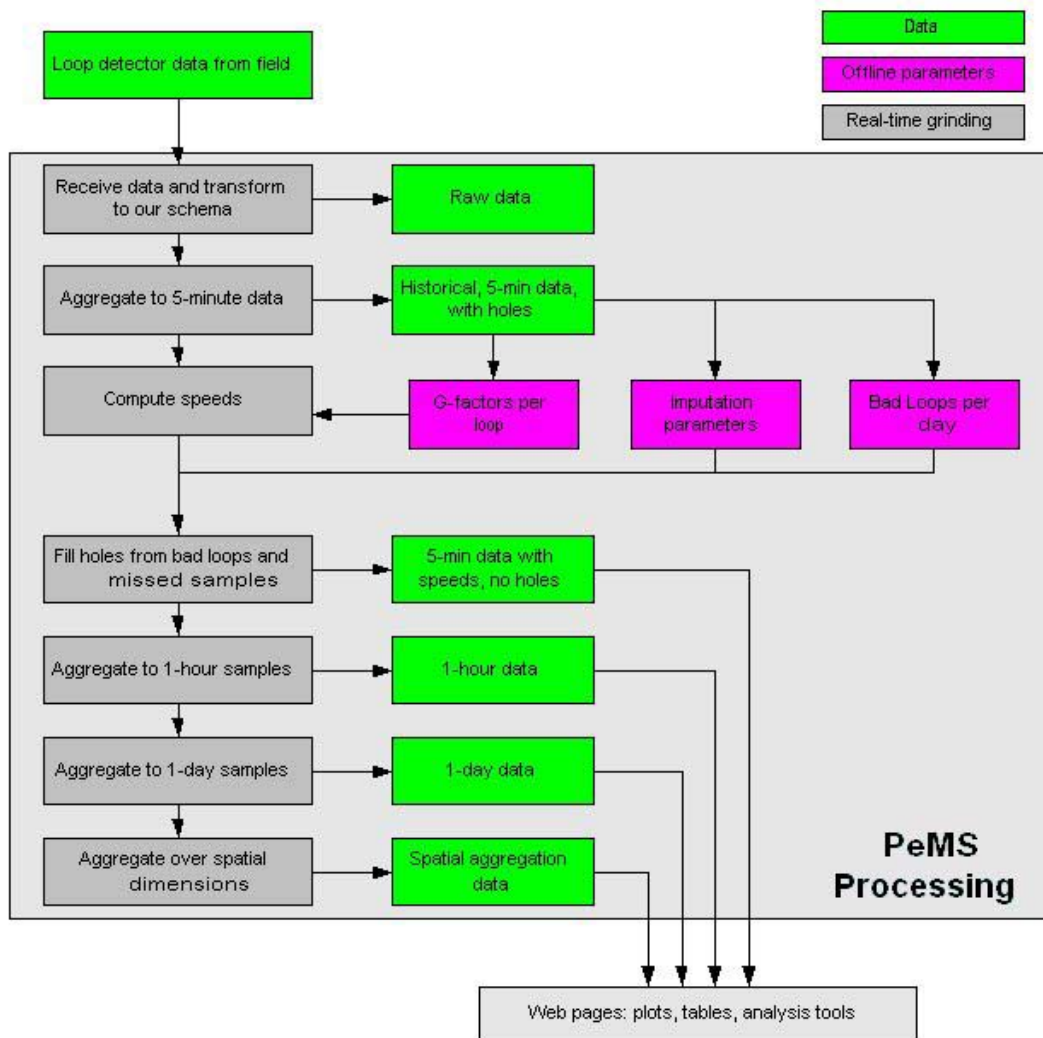 Data
Loop detector data from field
Offline parameters
Real-time grinding
Receive data and transform
to our schema
Raw data
Aggregate to 5-minute data
Historical, 5-min data,
with holes
Compute speeds
G-factors per
loop
Imputation
parameters
Bad Loops per
day
Fill holes from bad loops and
missed samples
5-min data with
speeds, no holes
Aggregate to 1-hour samples
1-hour data
Aggregate to 1-day samples
1-day data
Aggregate over spatial
dimensions
Spatial aggregation
data
PeMS
Processing
Web pages: plots, tables, analysis tools